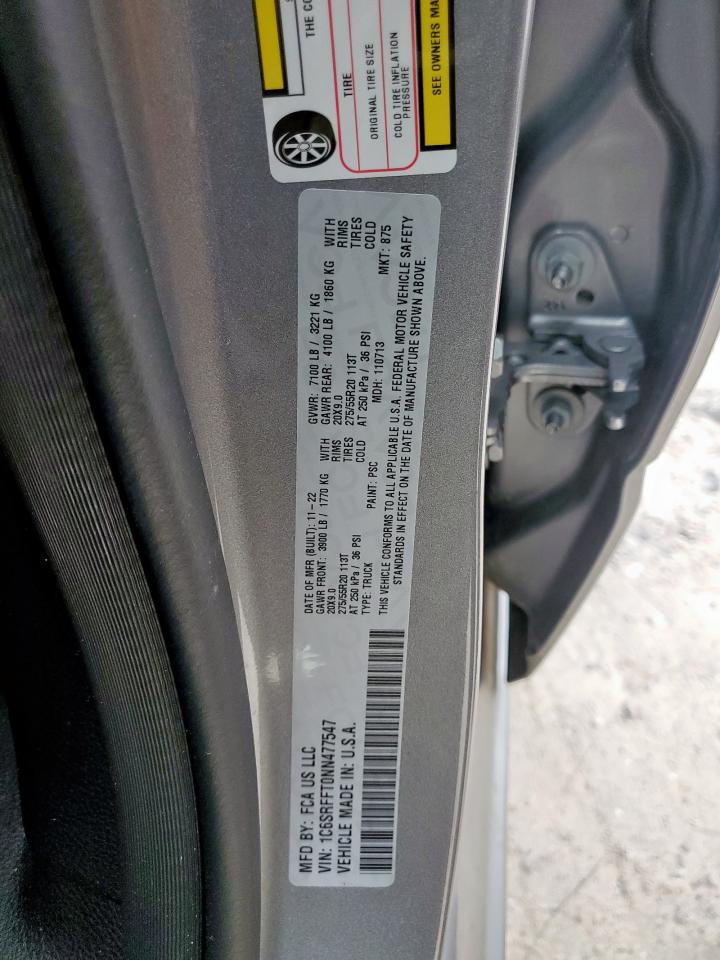 THE CO
TIRE
ORIGINAL TIRE SIZE
COLD TIRE INFLATION
PRESSURE
SEE OWNERS MA
MFD BY: FCA US LLC
VIN: 1C6SRFFT0NN477547
VEHICLE MADE IN: U.S.A.
DATE OF MFR (BUILT): 11-22 GVWR: 7100 LB / 3221 KG
GAWR FRONT: 3900 LB / 1770 KG WITH GAWR REAR: 4100 LB / 1860 KG WITH
20X9.0 RIMS 20X9.0 RIMS
275/55R20 113T TIRES 275/55R20 113T TIRES
AT 250 kPa / 36 PSI COLD AT 250 kPa / 36 PSI COLD
TYPE: TRUCK PAINT: PSC MDH: 110713 MKT: 875
THIS VEHICLE CONFORMS TO ALL APPLICABLE U.S.A. FEDERAL MOTOR VEHICLE SAFETY
STANDARDS IN EFFECT ON THE DATE OF MANUFACTURE SHOWN ABOVE.